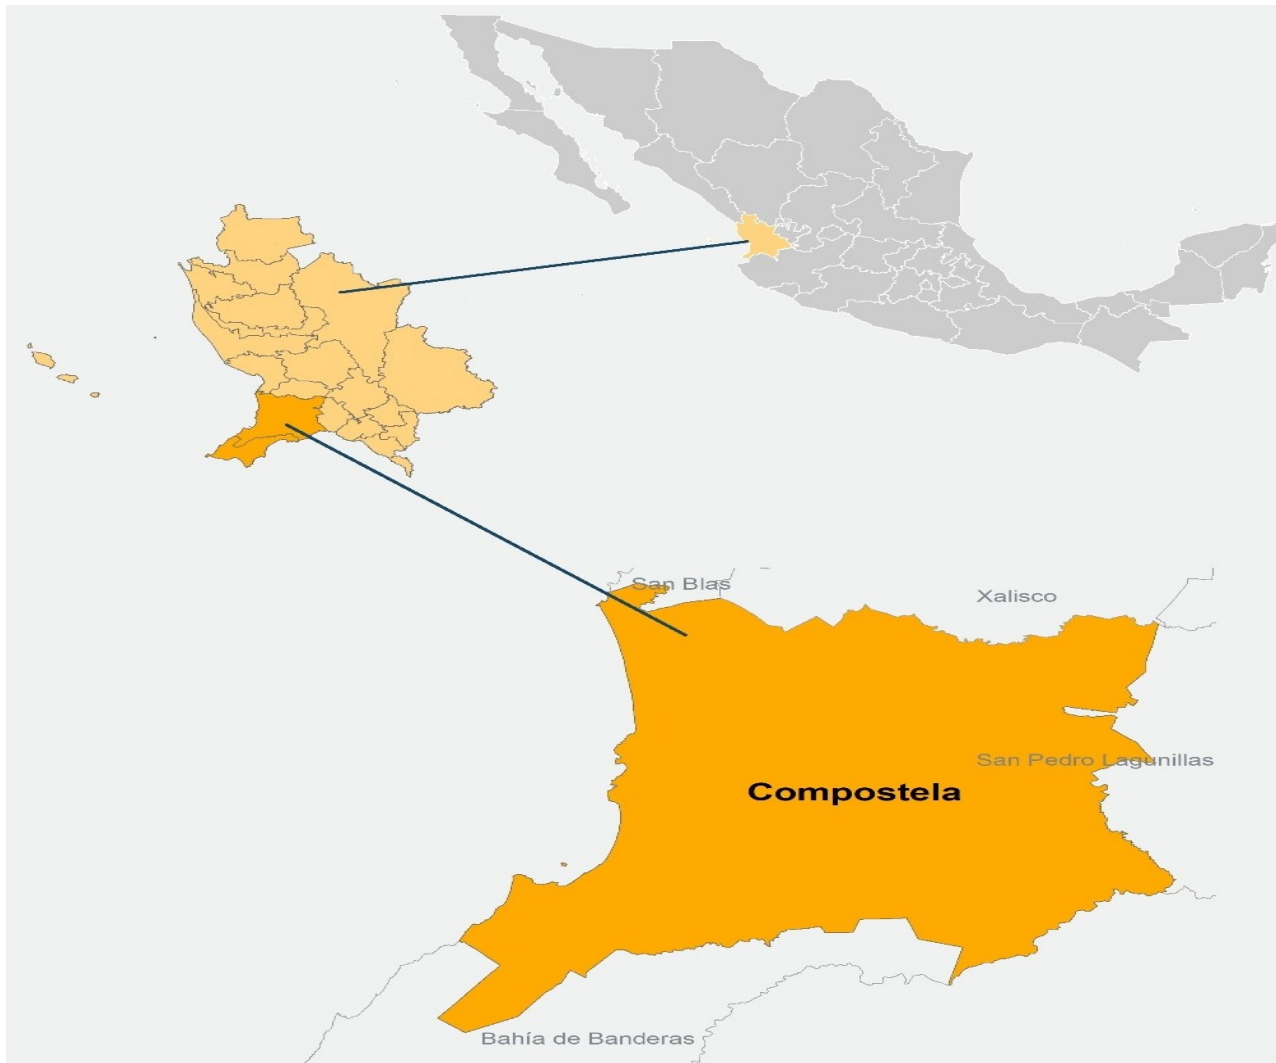 San Blas
Xalisco
San Pedro Lagunillas
Compostela
Bahía de Banderas